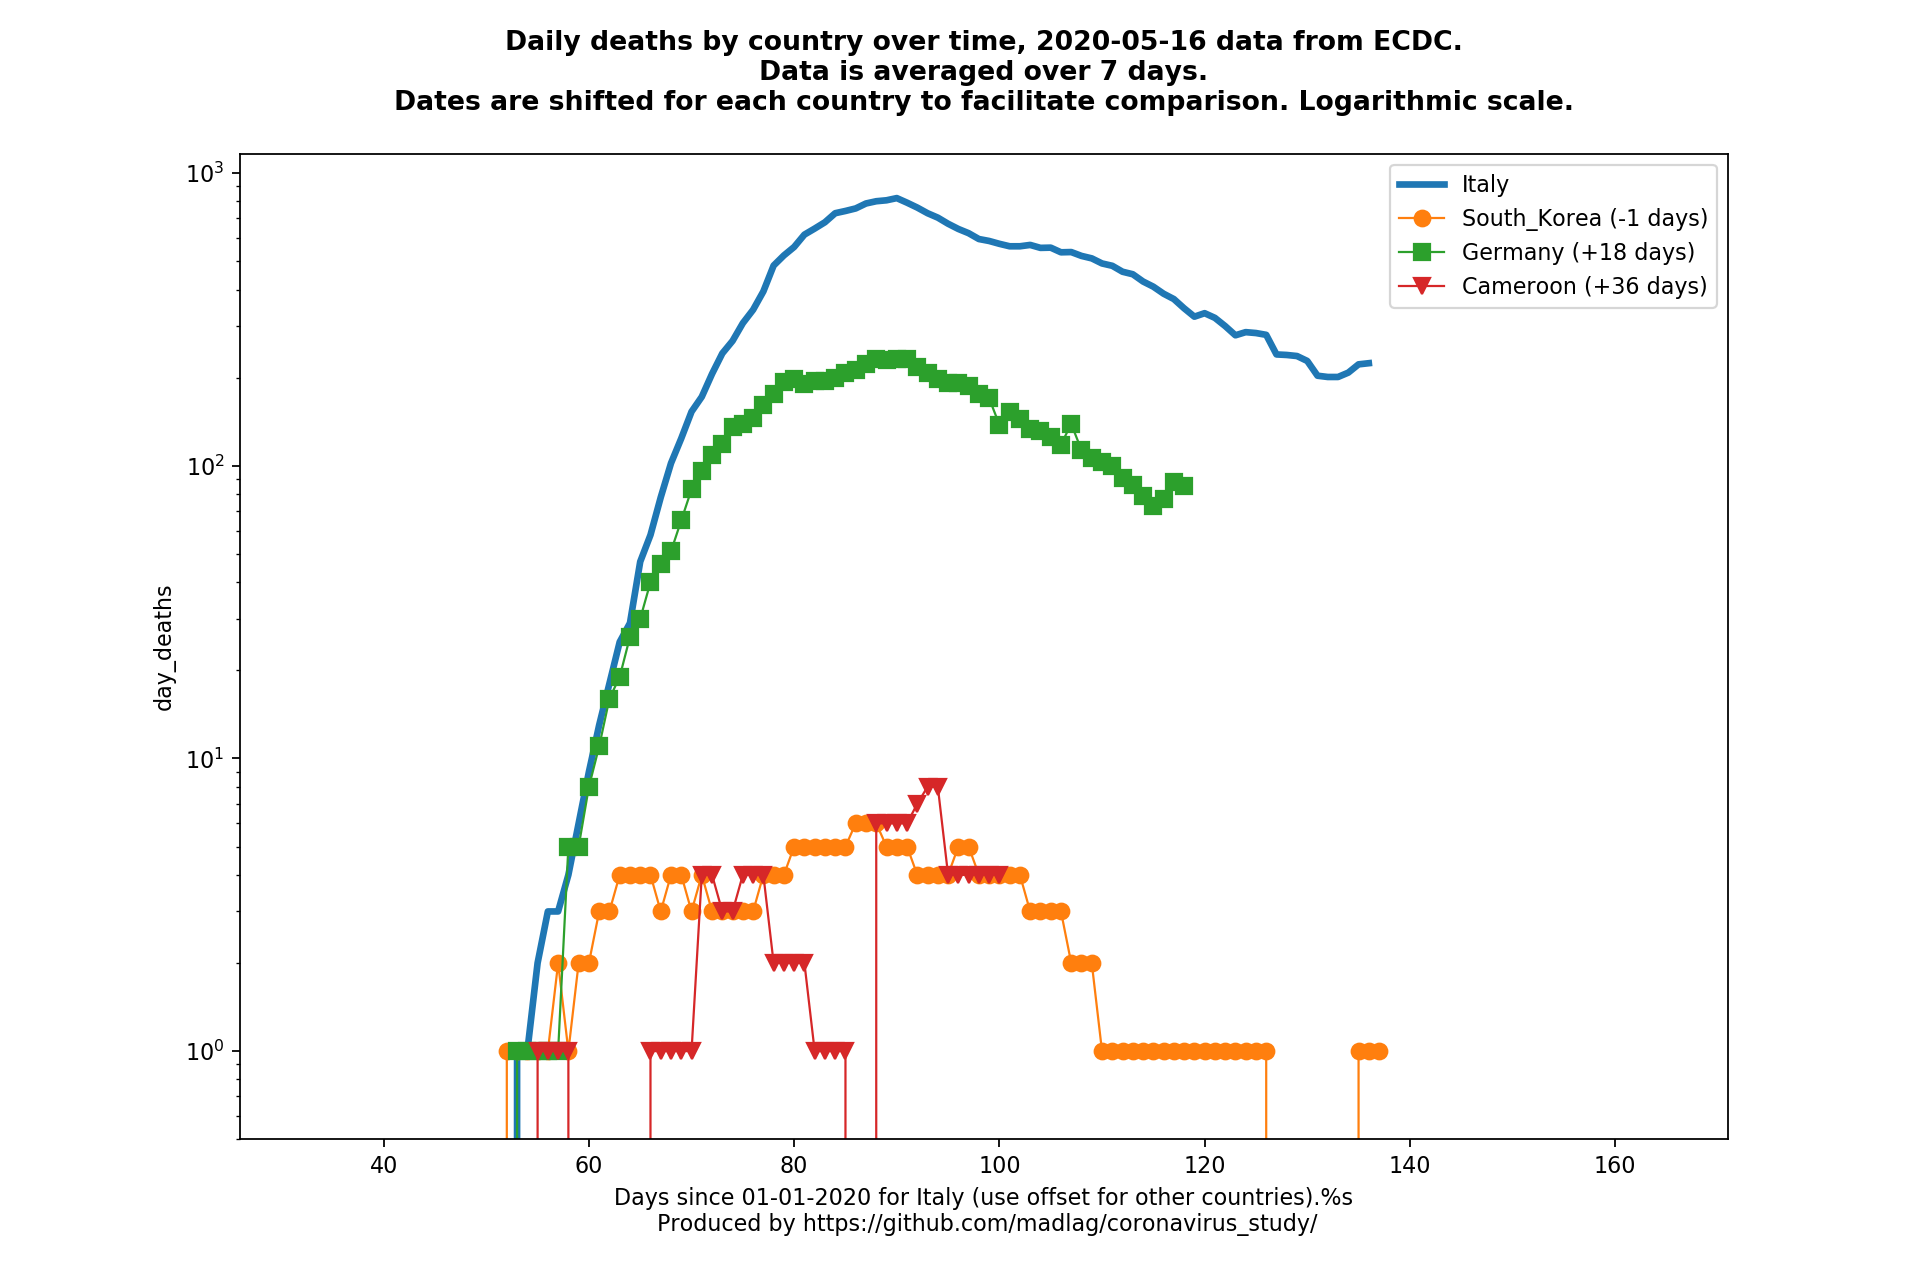 Daily deaths by country over time, 2020-05-16 data from ECDC.
Data is averaged over 7 days.
Dates are shifted for each country to facilitate comparison. Logarithmic scale.
Italy
South_Korea (-1 days)
Germany (+18 days)
Cameroon (+36 days)
10³
10²
10¹
10⁰
day_deaths
40 60 80 100 120 140 160
Days since 01-01-2020 for Italy (use offset for other countries).%s
Produced by https://github.com/madlag/coronavirus_study/